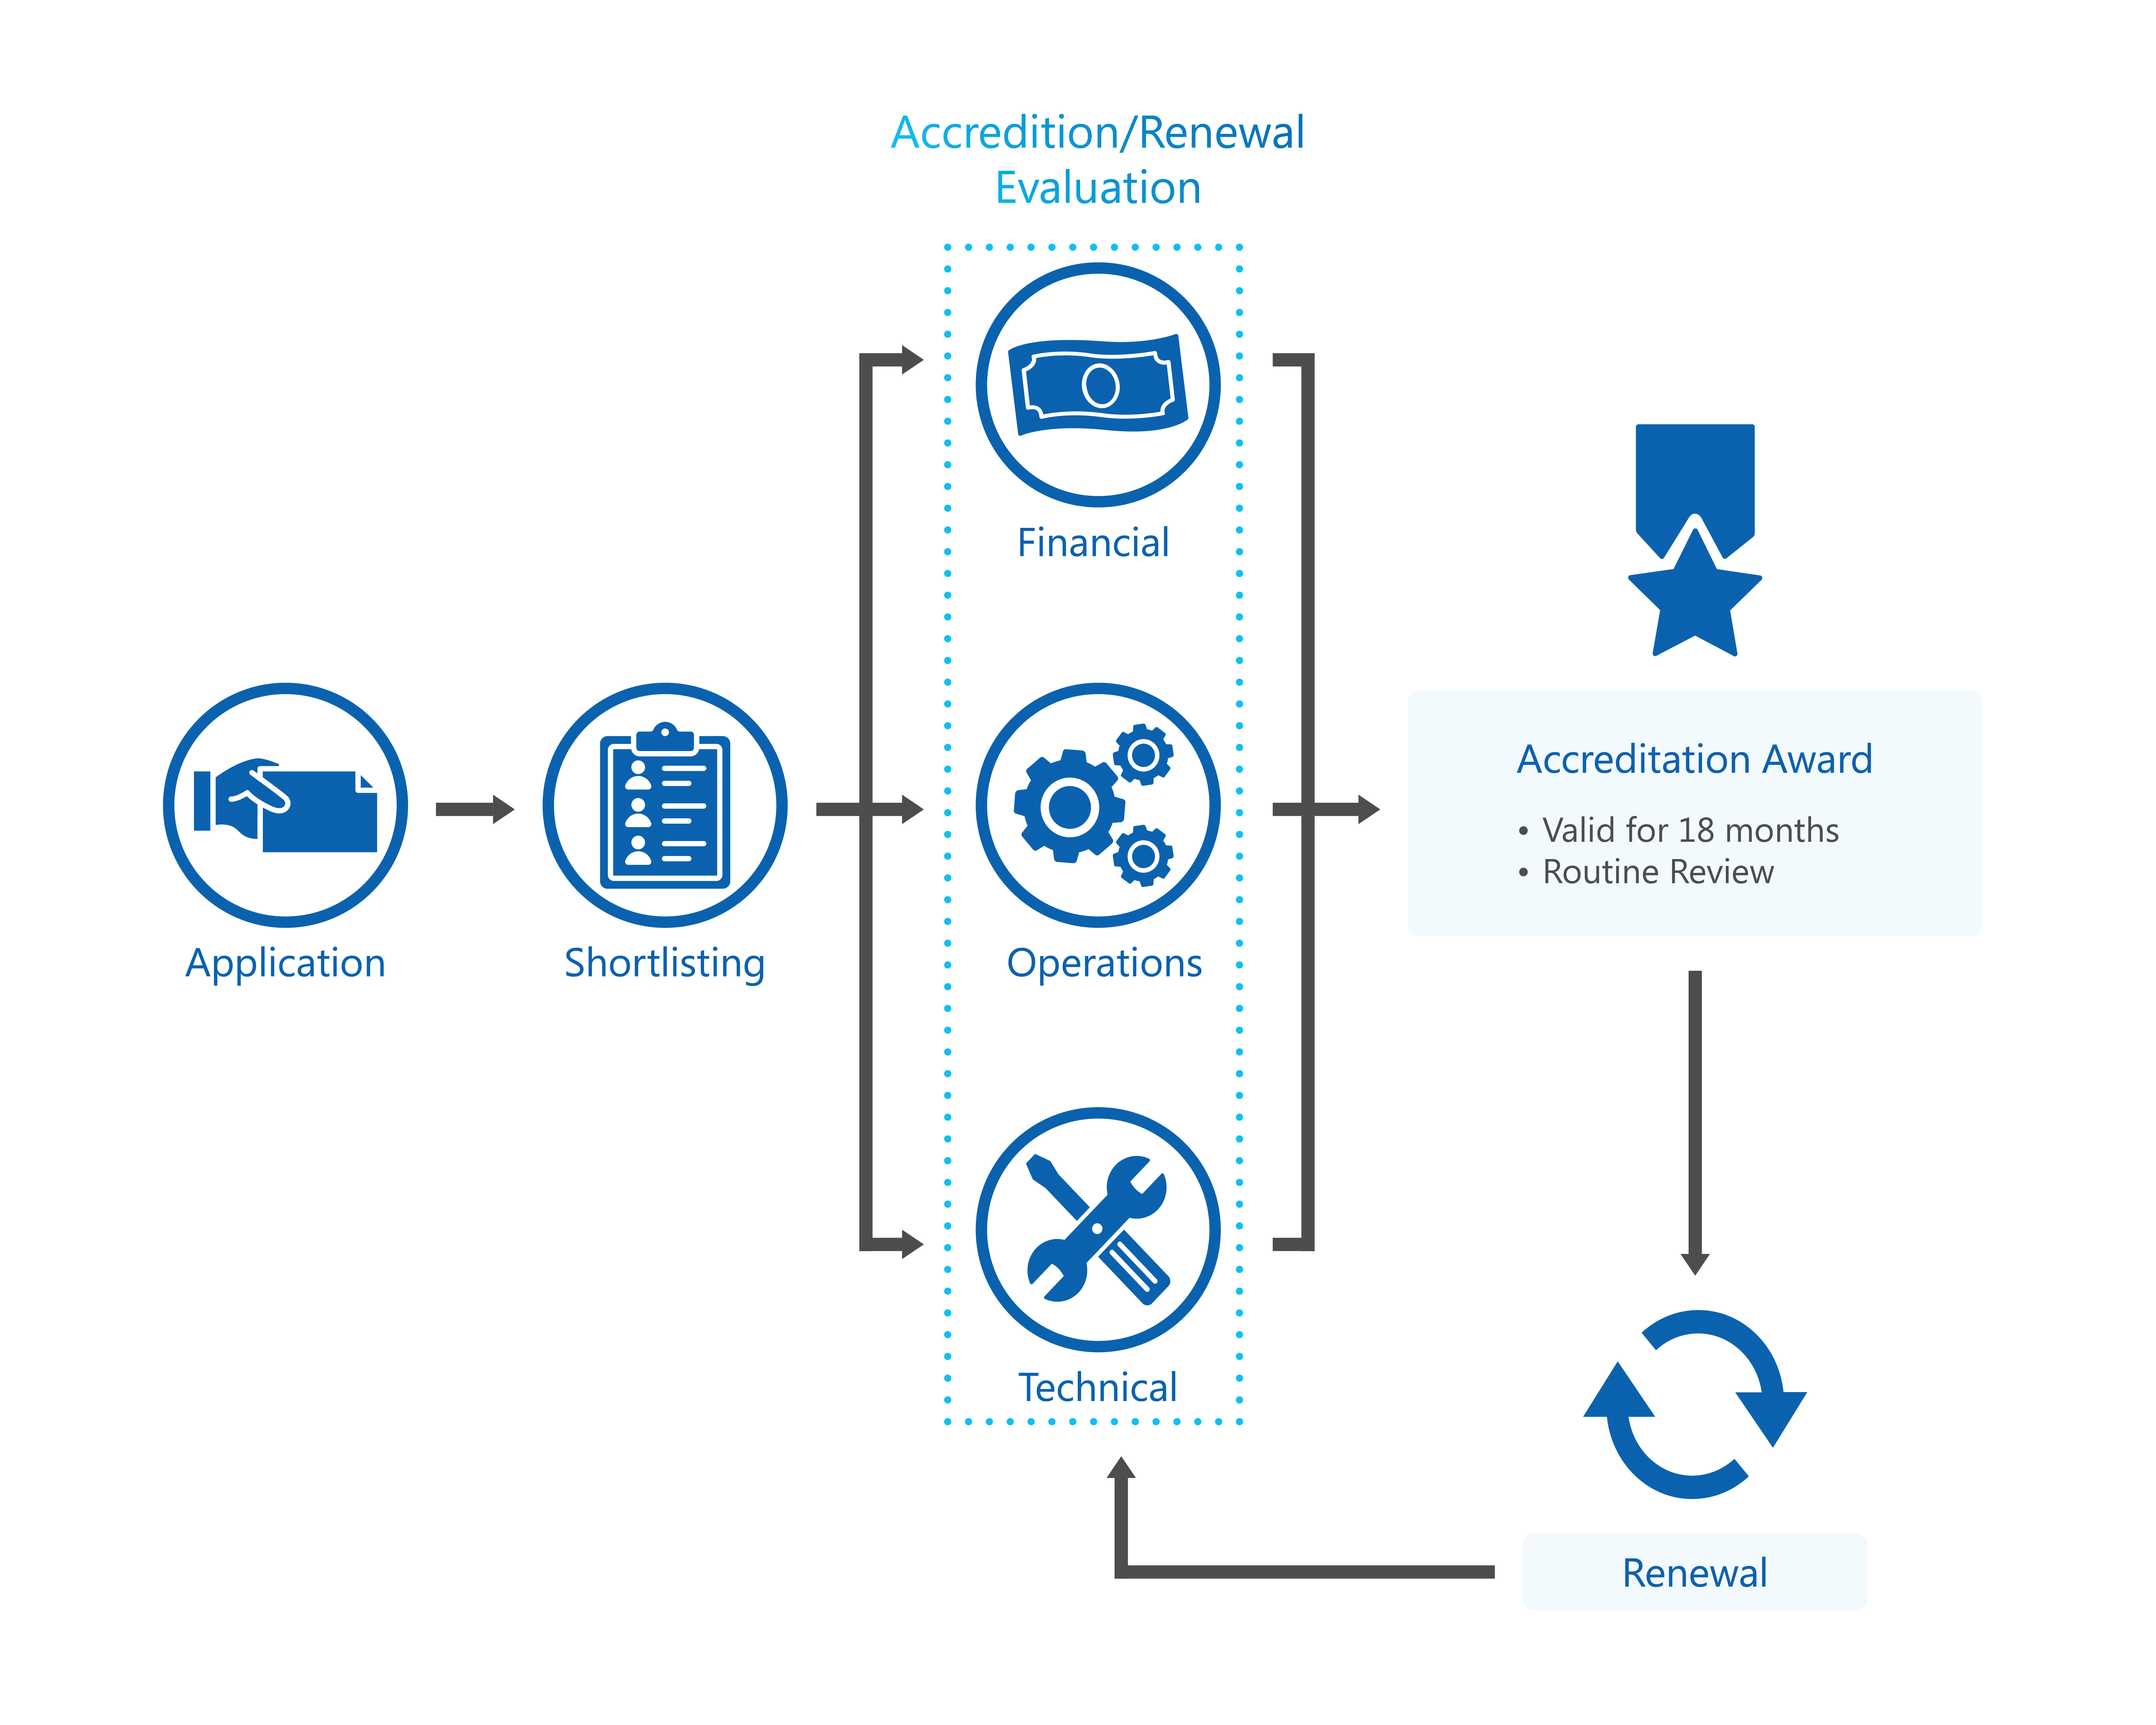 Accredition/Renewal
Evaluation
Financial
Application
Shortlisting
Operations
Technical
Accreditation Award
• Valid for 18 months
• Routine Review
Renewal